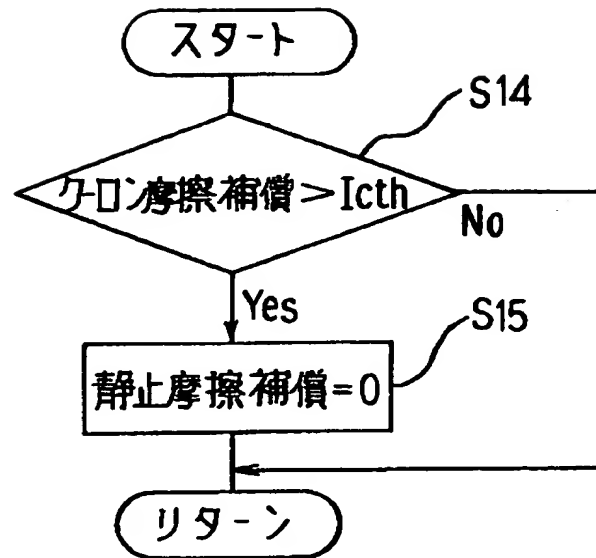 スタート
S14
クーロン摩擦補償＞Icth
No
Yes
S15
静止摩擦補償=0
リターン